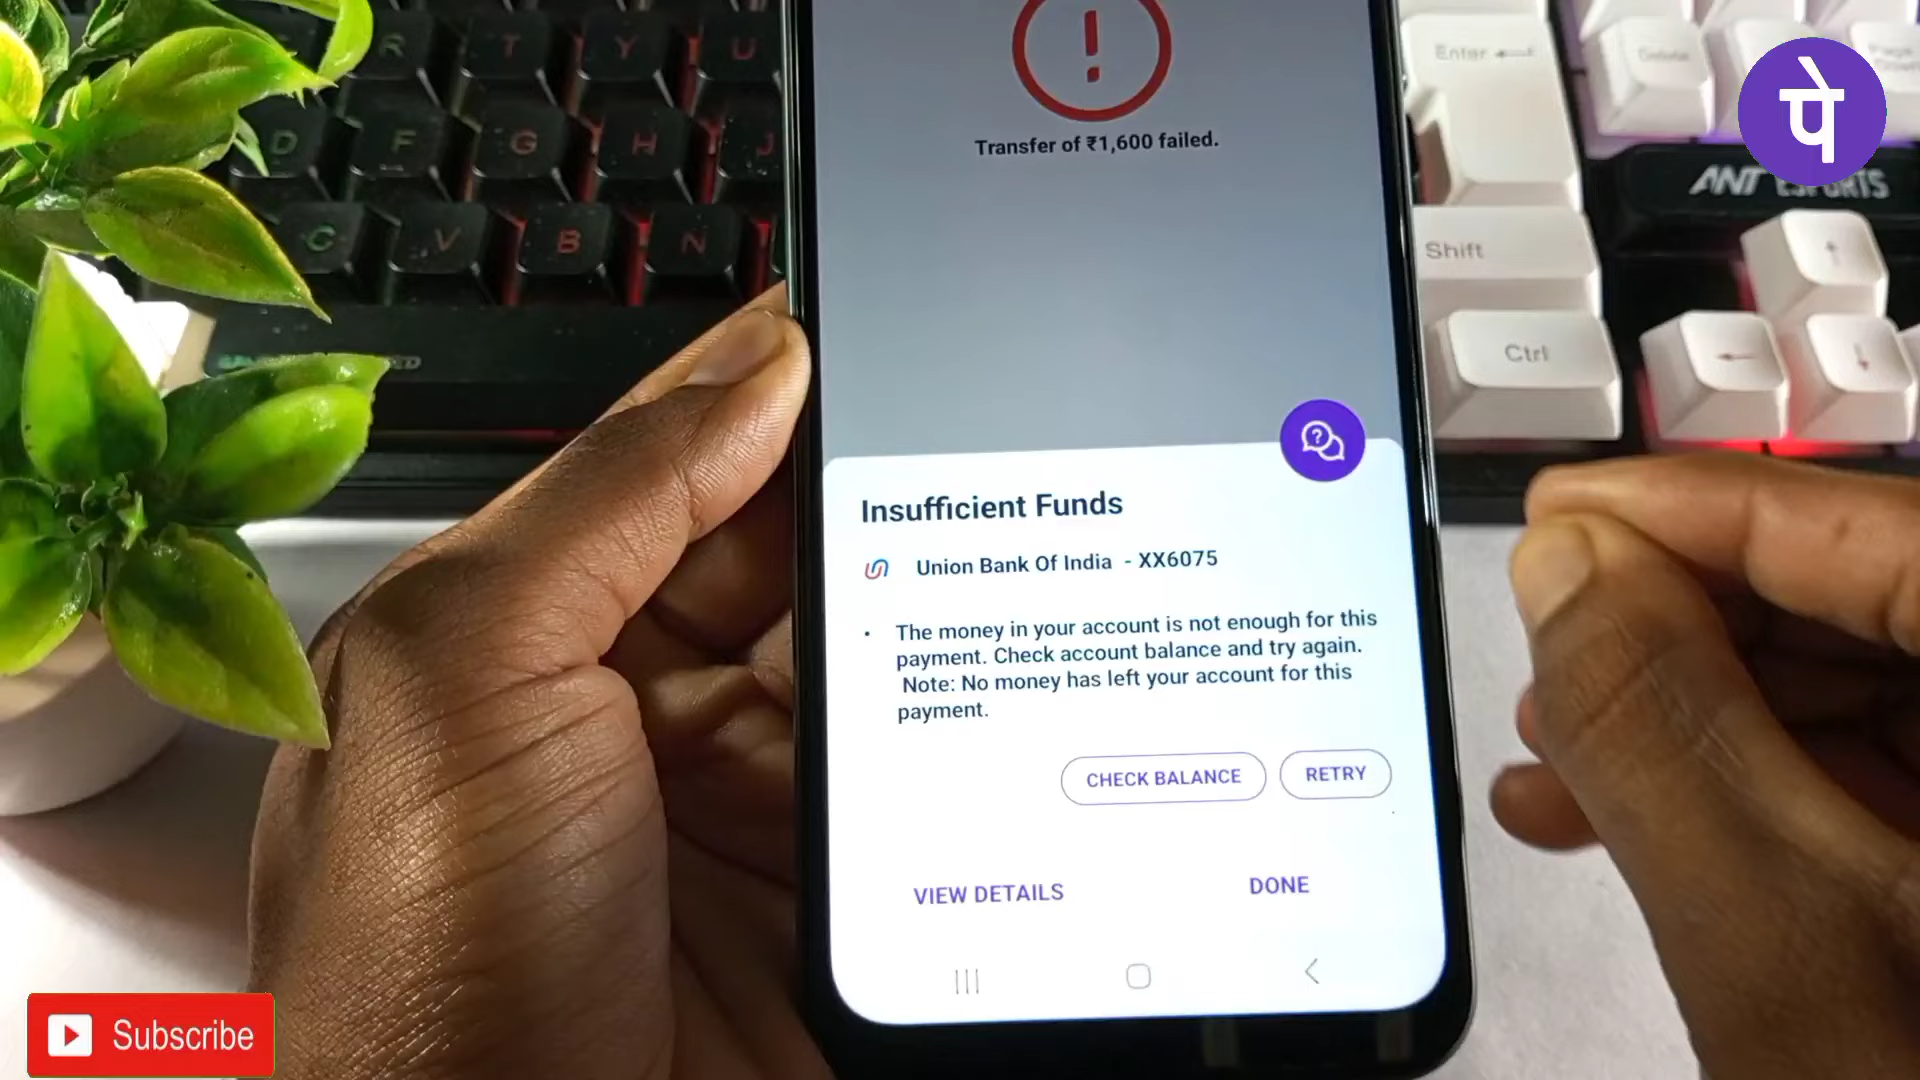 R T Y U
D F G H J
C V B N
Enter
Delete
Page
Shift
Ctrl
पे
ANT ESPORTS
Transfer of ₹1,600 failed.
Insufficient Funds
Union Bank Of India - XX6075
• The money in your account is not enough for this
payment. Check account balance and try again.
Note: No money has left your account for this
payment.
CHECK BALANCE
RETRY
VIEW DETAILS
DONE
Subscribe